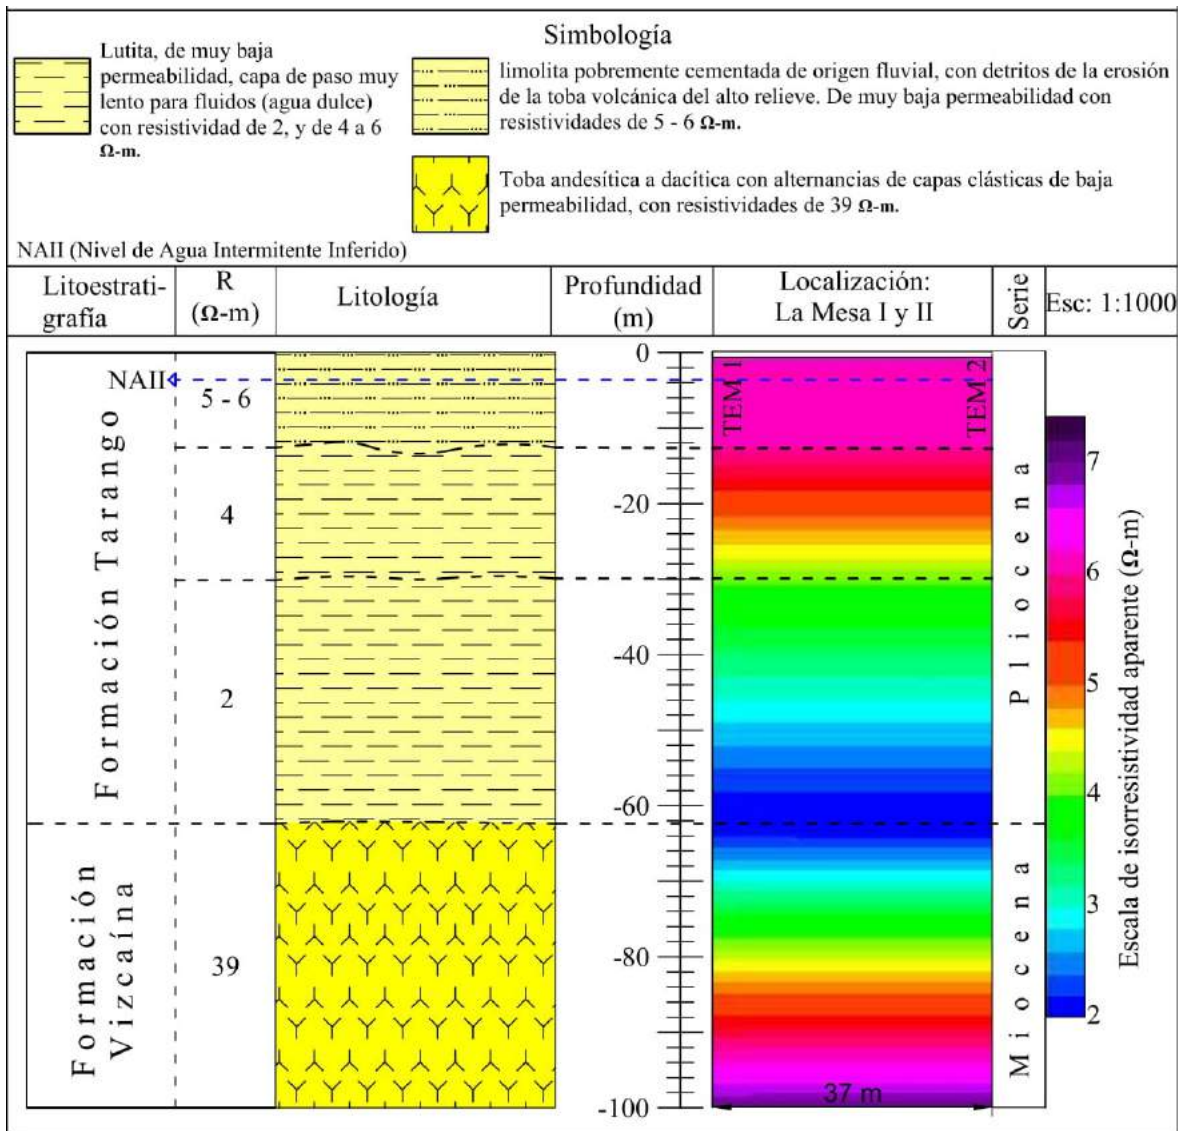 Simbología
Lutita, de muy baja
permeabilidad, capa de paso muy
lento para fluidos (agua dulce)
con resistividad de 2, y de 4 a 6
Ω-m.
limolita pobremente cementada de origen fluvial, con detritos de la erosión
de la toba volcánica del alto relieve. De muy baja permeabilidad con
resistividades de 5 - 6 Ω-m.
Toba andesítica a dacítica con alternancias de capas clásticas de baja
permeabilidad, con resistividades de 39 Ω-m.
NAII (Nivel de Agua Intermitente Inferido)
Litoestrati-
grafía
R
(Ω-m)
Litología
Profundidad
(m)
Localización:
La Mesa I y II
Serie
Esc: 1:1000
NAII
Formación Tarango
Formación
Vizcaína
5 - 6
4
2
39
0
-20
-40
-60
-80
-100
TEM 1
TEM 2
37 m
Pliocena
Miocena
7
6
5
4
3
2
Escala de isorresistividad aparente (Ω-m)